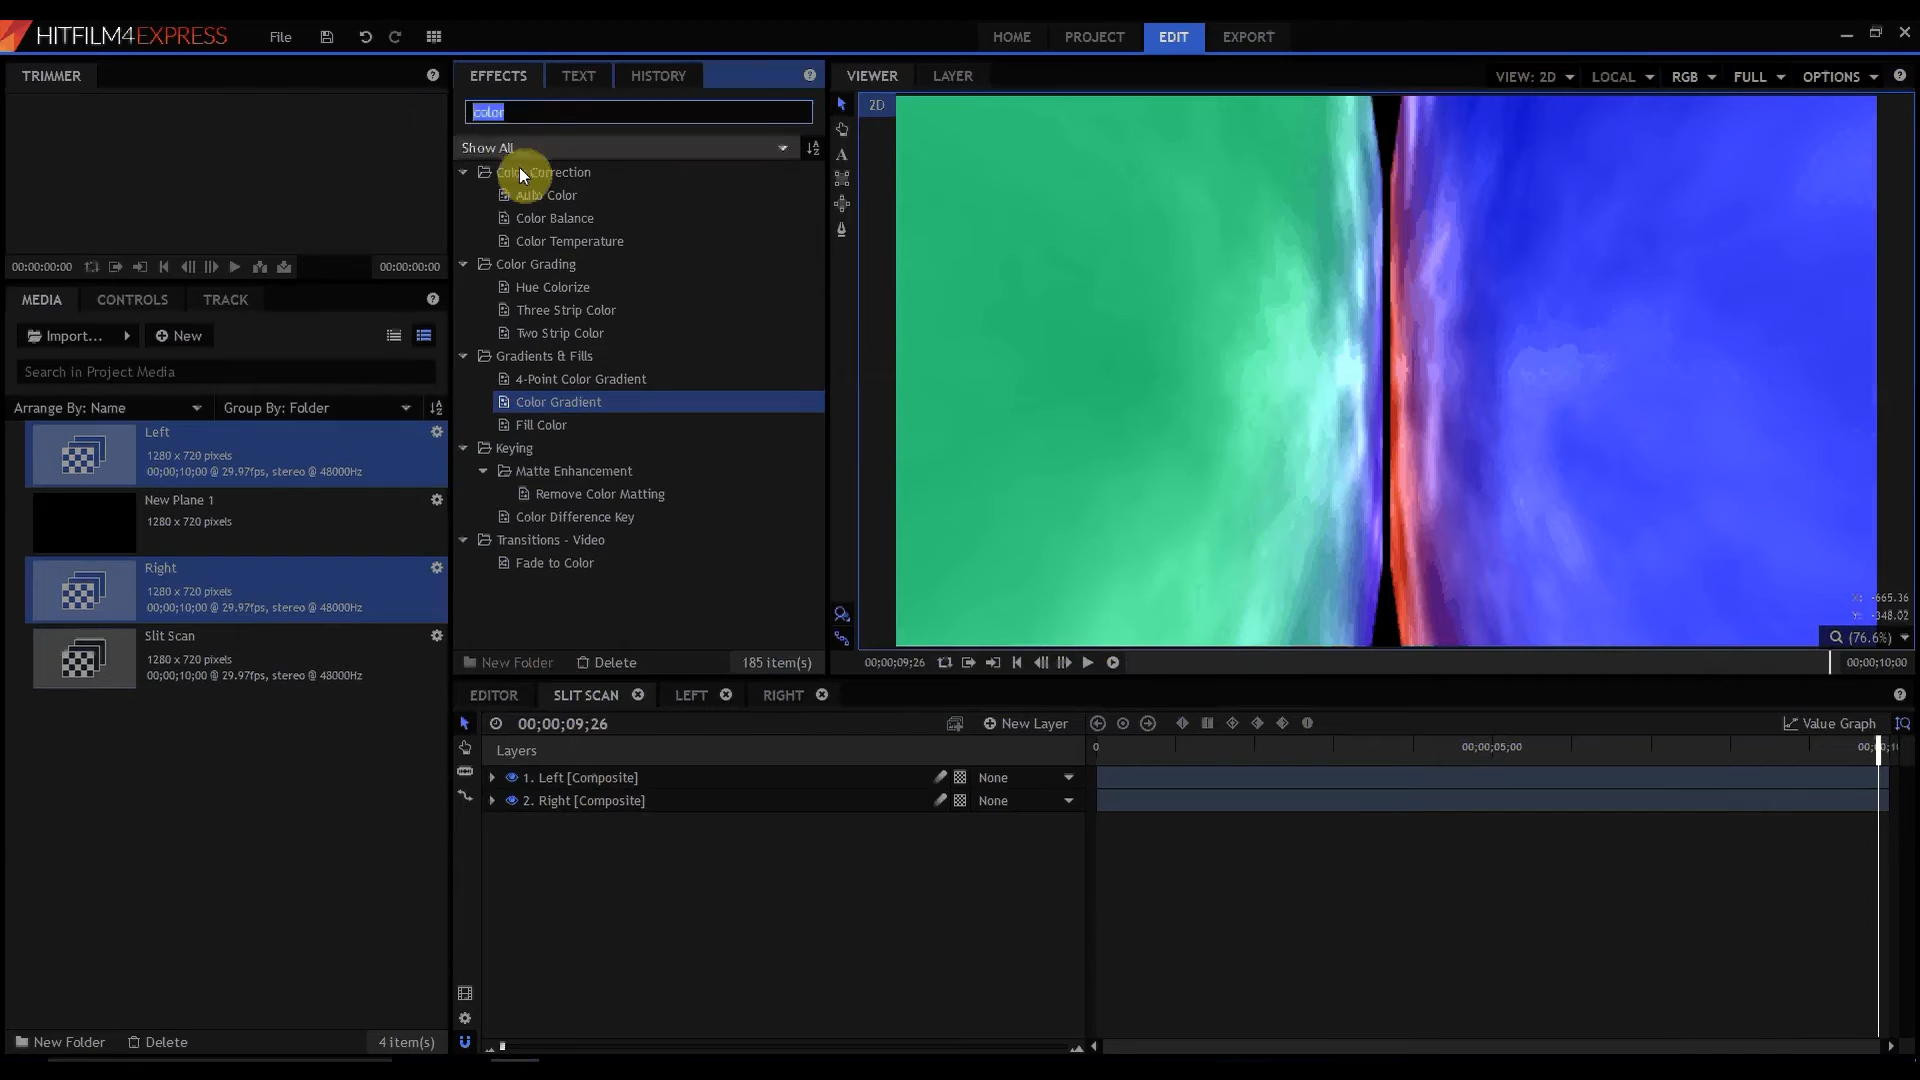 HITFILM4EXPRESS
File
HOME
PROJECT
EDIT
EXPORT
TRIMMER
00:00:00:00
00:00:00:00
MEDIA
CONTROLS
TRACK
Import...
New
Search in Project Media
Arrange By: Name
Group By: Folder
Left
1280 x 720 pixels
00;00;10;00 @ 29.97fps, stereo @ 48000Hz
New Plane 1
1280 x 720 pixels
Right
1280 x 720 pixels
00;00;10;00 @ 29.97fps, stereo @ 48000Hz
Slit Scan
1280 x 720 pixels
00;00;10;00 @ 29.97fps, stereo @ 48000Hz
New Folder
Delete
4 item(s)
EFFECTS
TEXT
HISTORY
color
Show All
Color Correction
Auto Color
Color Balance
Color Temperature
Color Grading
Hue Colorize
Three Strip Color
Two Strip Color
Gradients & Fills
4-Point Color Gradient
Color Gradient
Fill Color
Keying
Matte Enhancement
Remove Color Matting
Color Difference Key
Transitions - Video
Fade to Color
New Folder
Delete
185 item(s)
VIEWER
LAYER
VIEW: 2D
LOCAL
RGB
FULL
OPTIONS
2D
X: -665.36
Y: -348.02
(76.6%)
00;00;09;26
00;00;10;00
EDITOR
SLIT SCAN
LEFT
RIGHT
00;00;09;26
New Layer
Value Graph
Layers
0
00;00;05;00
1. Left [Composite]
None
2. Right [Composite]
None